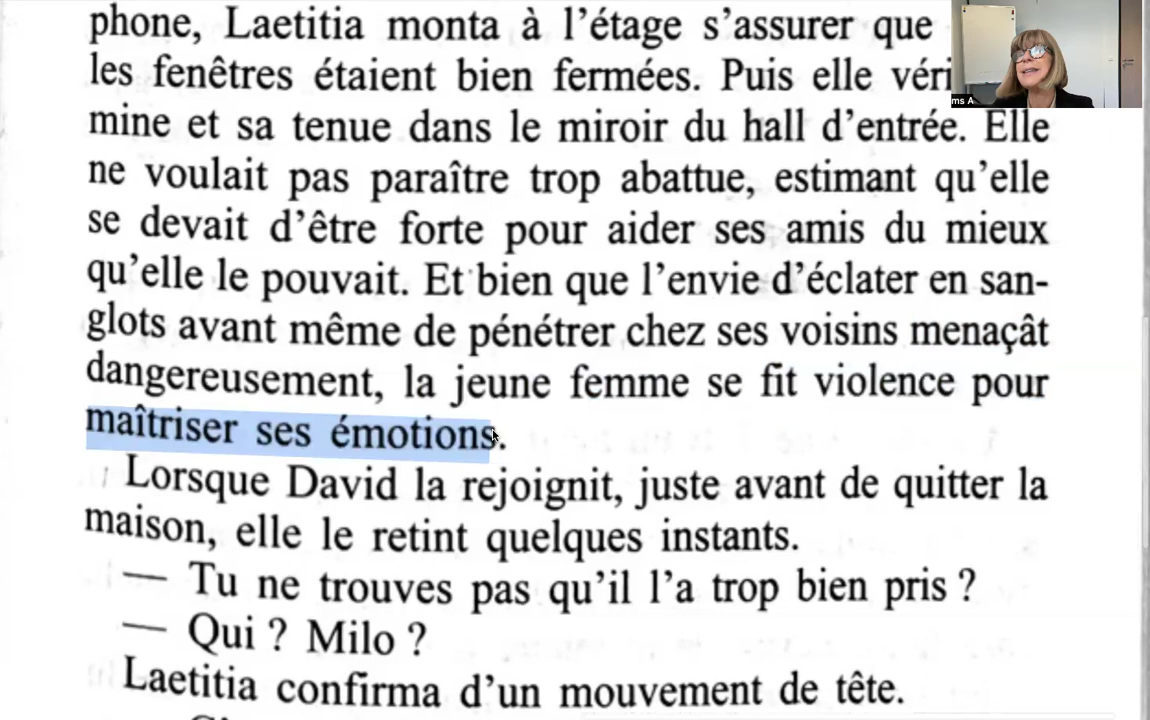 phone, Laetitia monta à l’étage s’assurer que
les fenêtres étaient bien fermées. Puis elle véri
mine et sa tenue dans le miroir du hall d’entrée. Elle
ne voulait pas paraître trop abattue, estimant qu’elle
se devait d’être forte pour aider ses amis du mieux
qu’elle le pouvait. Et bien que l’envie d’éclater en san-
glots avant même de pénétrer chez ses voisins menaçât
dangereusement, la jeune femme se fit violence pour
maîtriser ses émotions.
Lorsque David la rejoignit, juste avant de quitter la
maison, elle le retint quelques instants.
— Tu ne trouves pas qu’il l’a trop bien pris ?
— Qui ? Milo ?
Laetitia confirma d’un mouvement de tête.
ms A